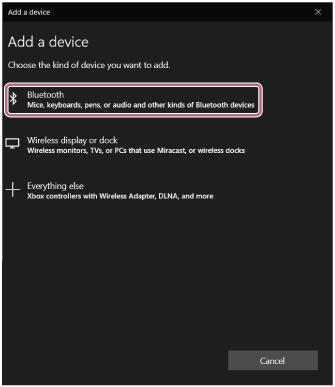 Add a device
Add a device
Choose the kind of device you want to add.
Bluetooth
Mice, keyboards, pens, or audio and other kinds of Bluetooth devices
Wireless display or dock
Wireless monitors, TVs, or PCs that use Miracast, or wireless docks
Everything else
Xbox controllers with Wireless Adapter, DLNA, and more
Cancel